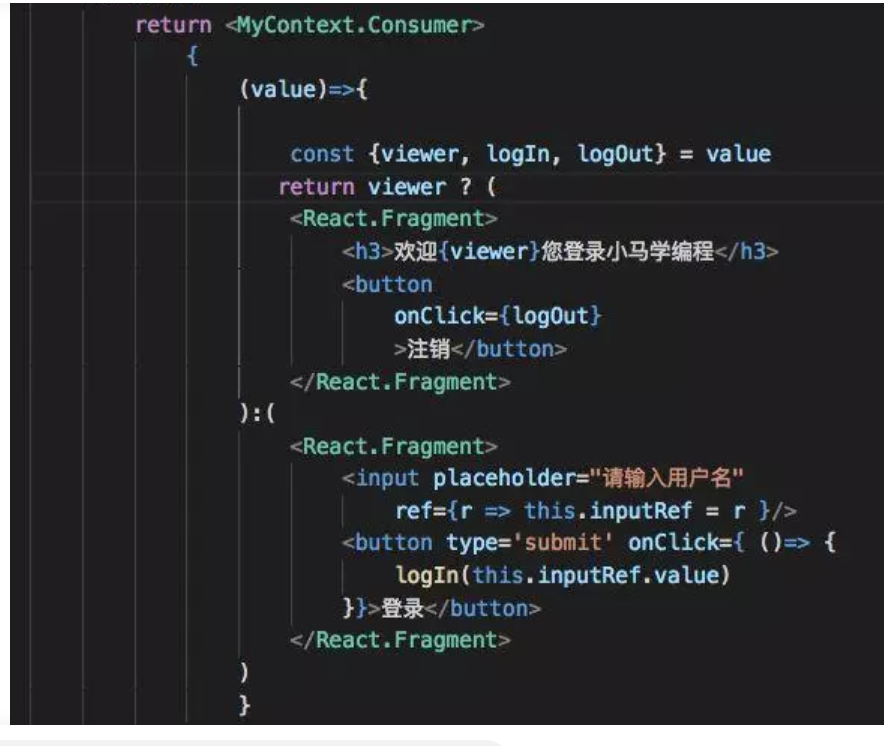 return <MyContext.Consumer>
{
(value)=>{
const {viewer, logIn, logOut} = value
return viewer ? (
<React.Fragment>
<h3>欢迎{viewer}您登录小马学编程</h3>
<button
onClick={logOut}
>注销</button>
</React.Fragment>
):(
<React.Fragment>
<input placeholder="请输入用户名"
ref={r => this.inputRef = r }/>
<button type='submit' onClick={ ()=> {
logIn(this.inputRef.value)
}}>登录</button>
</React.Fragment>
)
}